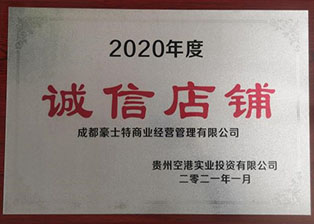 2020年度
诚信店铺
成都豪士特商业经营管理有限公司
贵州空港实业投资有限公司
二零二一年一月